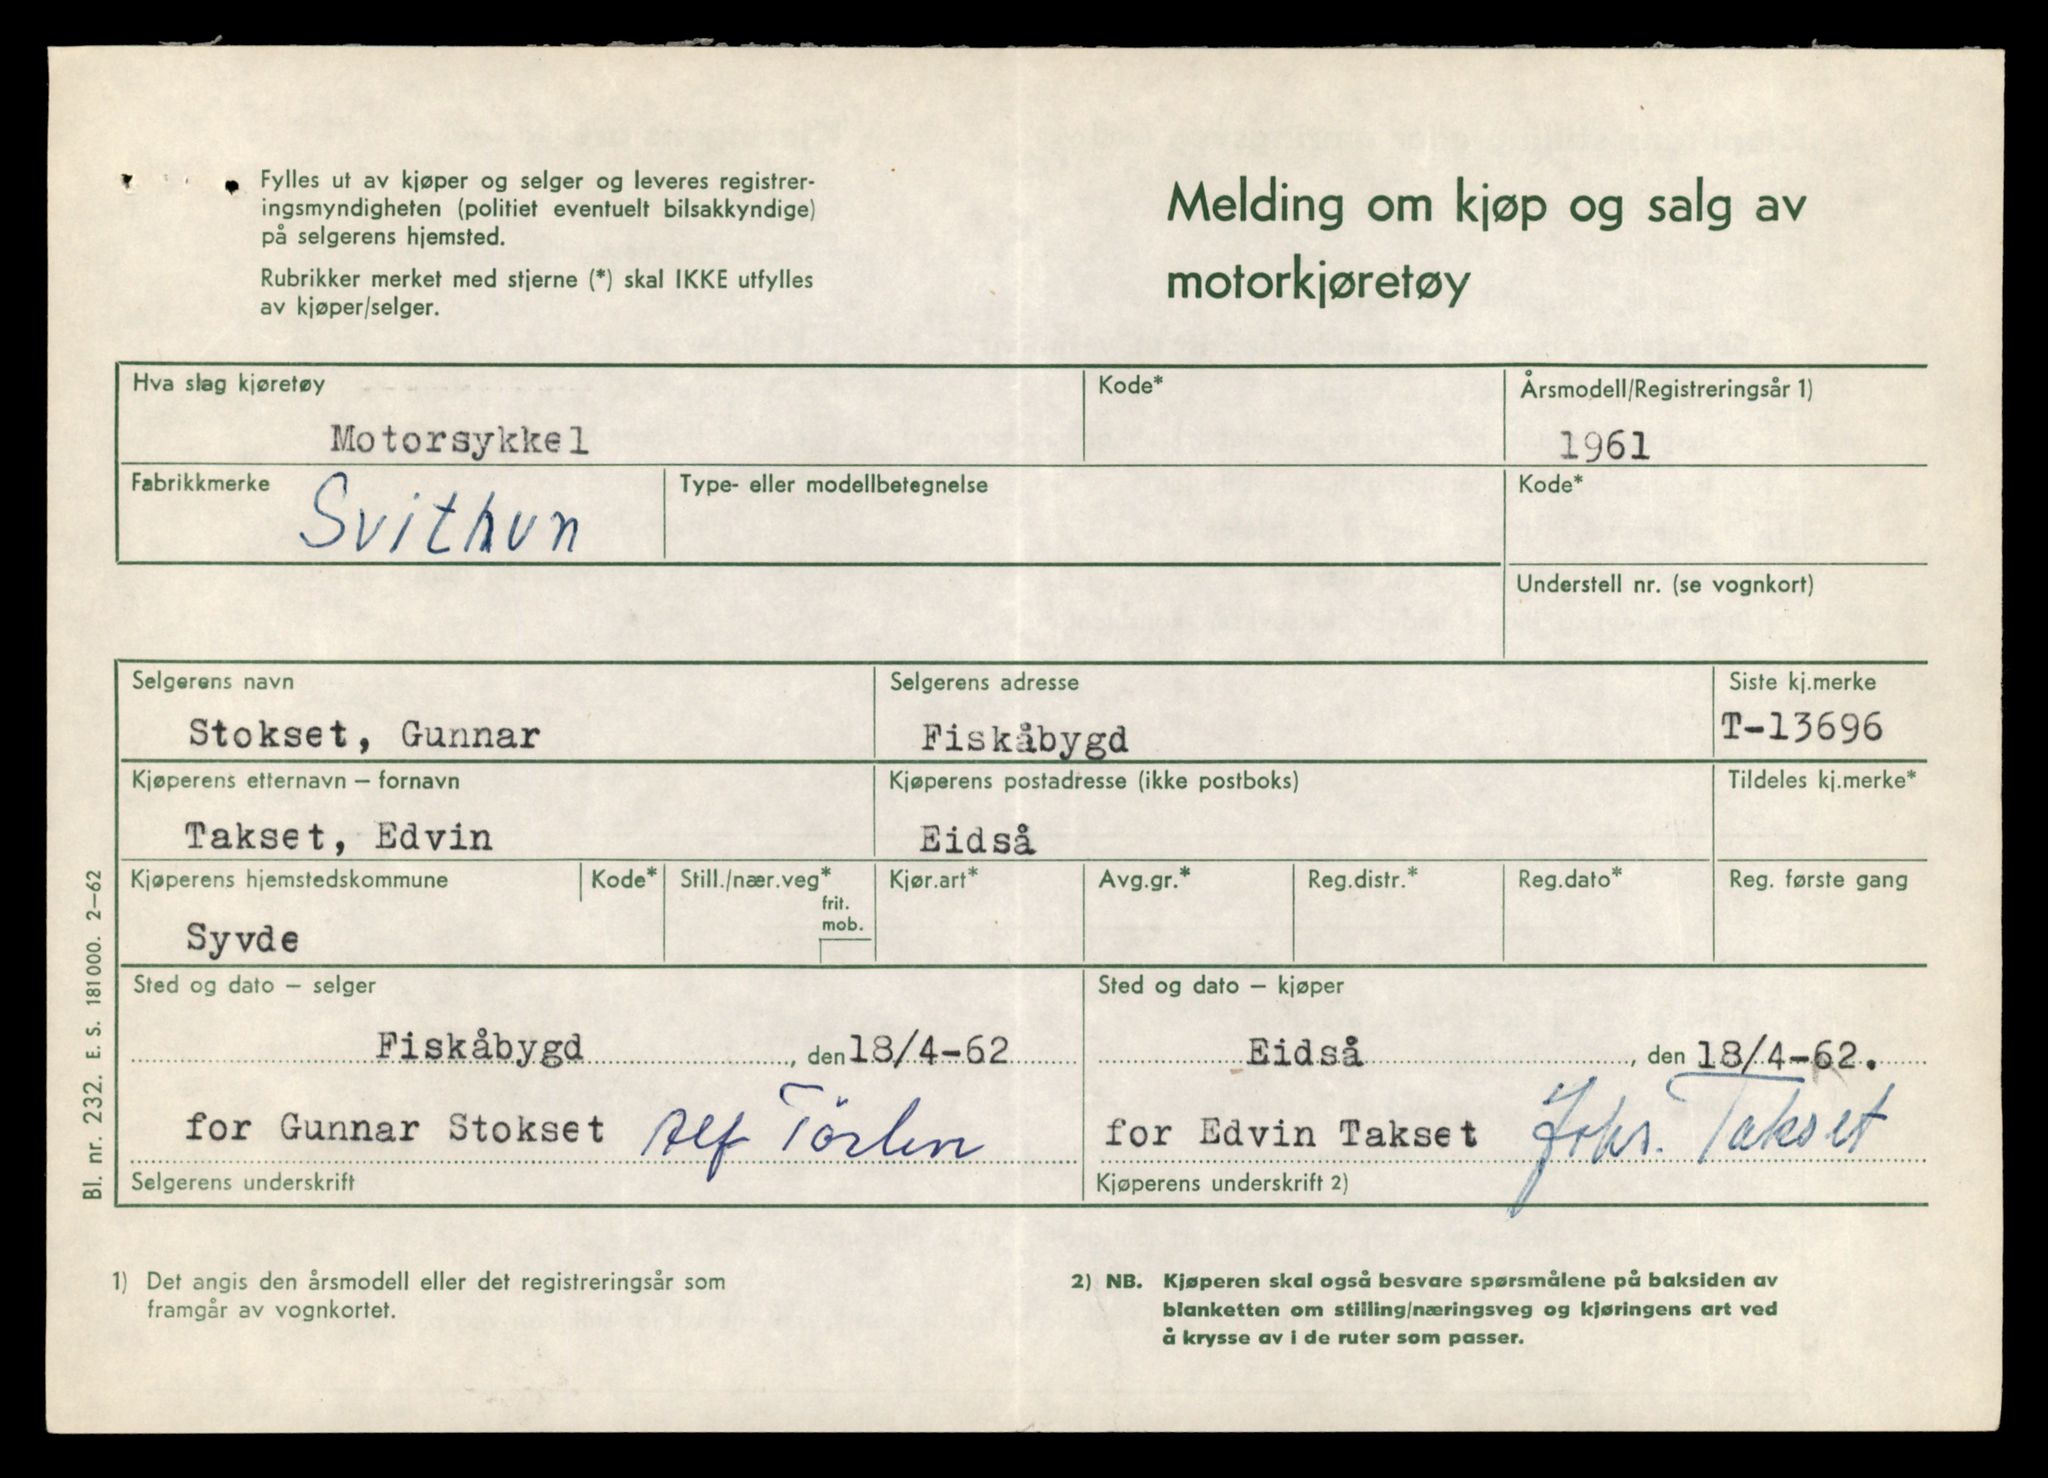 Fylles ut av kjøper og selger og leveres registrer-
ingsmyndigheten (politiet eventuelt bilsakkyndige)
på selgerens hjemsted.
Rubrikker merket med stjerne (*) skal IKKE utfylles
av kjøper/selger.
Melding om kjøp og salg av
motorkjøretøy
Hva slag kjøretøy
Motorsykkel
Kode*
Årsmodell/Registreringsår 1)
1961
Fabrikkmerke
Svithun
Type- eller modellbetegnelse
Kode*
Understell nr. (se vognkort)
Selgerens navn
Stokset, Gunnar
Selgerens adresse
Fiskåbygd
Siste kj.merke
T-13696
Kjøperens etternavn – fornavn
Takset, Edvin
Kjøperens postadresse (ikke postboks)
Eidså
Tildeles kj.merke*
Kjøperens hjemstedskommune
Syvde
Kode*
Still./nær.veg*
frit.
mob.
Kjør.art*
Avg.gr.*
Reg.distr.*
Reg.dato*
Reg. første gang
Sted og dato – selger
Fiskåbygd, den 18/4-62
for Gunnar Stokset Alf Törlen
Selgerens underskrift
Sted og dato – kjøper
Eidså, den 18/4-62.
for Edvin Takset Johs. Takset
Kjøperens underskrift 2)
1) Det angis den årsmodell eller det registreringsår som
framgår av vognkortet.
2) NB. Kjøperen skal også besvare spørsmålene på baksiden av
blanketten om stilling/næringsveg og kjøringens art ved
å krysse av i de ruter som passer.
Bl. nr. 232. E. S. 181000. 2–62